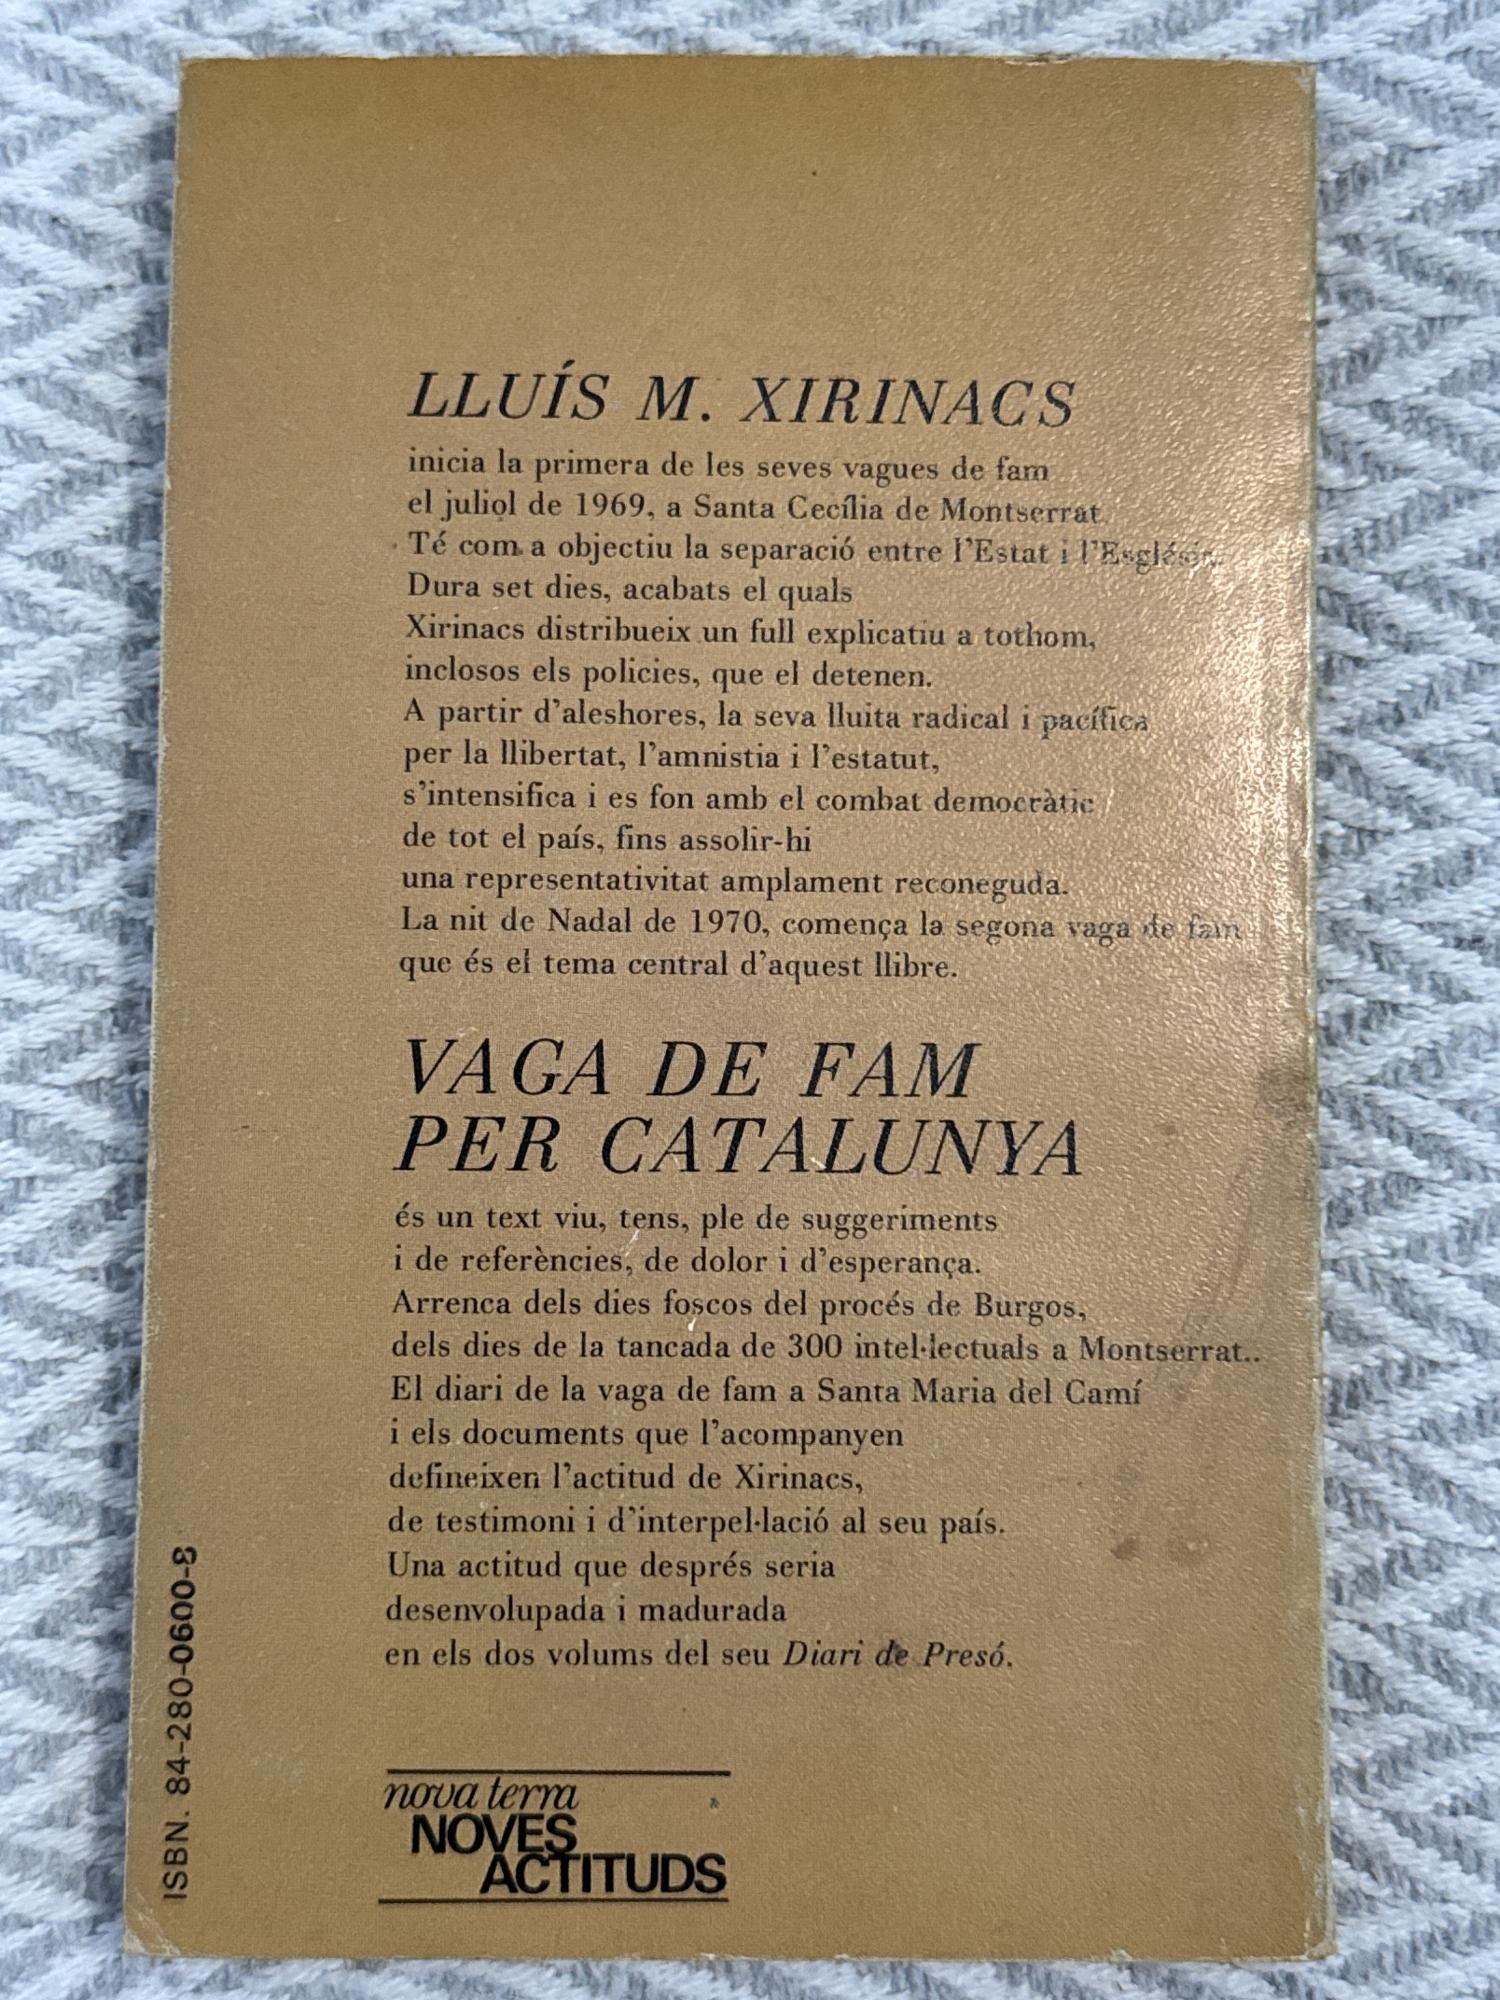 LLUÍS M. XIRINACS
inicia la primera de les seves vagues de fam
el juliol de 1969, a Santa Cecília de Montserrat.
Té com a objectiu la separació entre l'Estat i l'Església.
Dura set dies, acabats el quals
Xirinacs distribueix un full explicatiu a tothom,
inclosos els policies, que el detenen.
A partir d'aleshores, la seva lluita radical i pacífica
per la llibertat, l'amnistia i l'estatut,
s'intensifica i es fon amb el combat democràtic
de tot el país, fins assolir-hi
una representativitat amplament reconeguda.
La nit de Nadal de 1970, comença la segona vaga de fam
que és el tema central d'aquest llibre.
VAGA DE FAM
PER CATALUNYA
és un text viu, tens, ple de suggeriments
i de referències, de dolor i d'esperança.
Arrenca dels dies foscos del procés de Burgos,
dels dies de la tancada de 300 intel·lectuals a Montserrat..
El diari de la vaga de fam a Santa Maria del Camí
i els documents que l'acompanyen
defineixen l'actitud de Xirinacs,
de testimoni i d'interpel·lació al seu país.
Una actitud que després seria
desenvolupada i madurada
en els dos volums del seu Diari de Presó.
nova terra
NOVES
ACTITUDS
ISBN. 84-280-0600-8